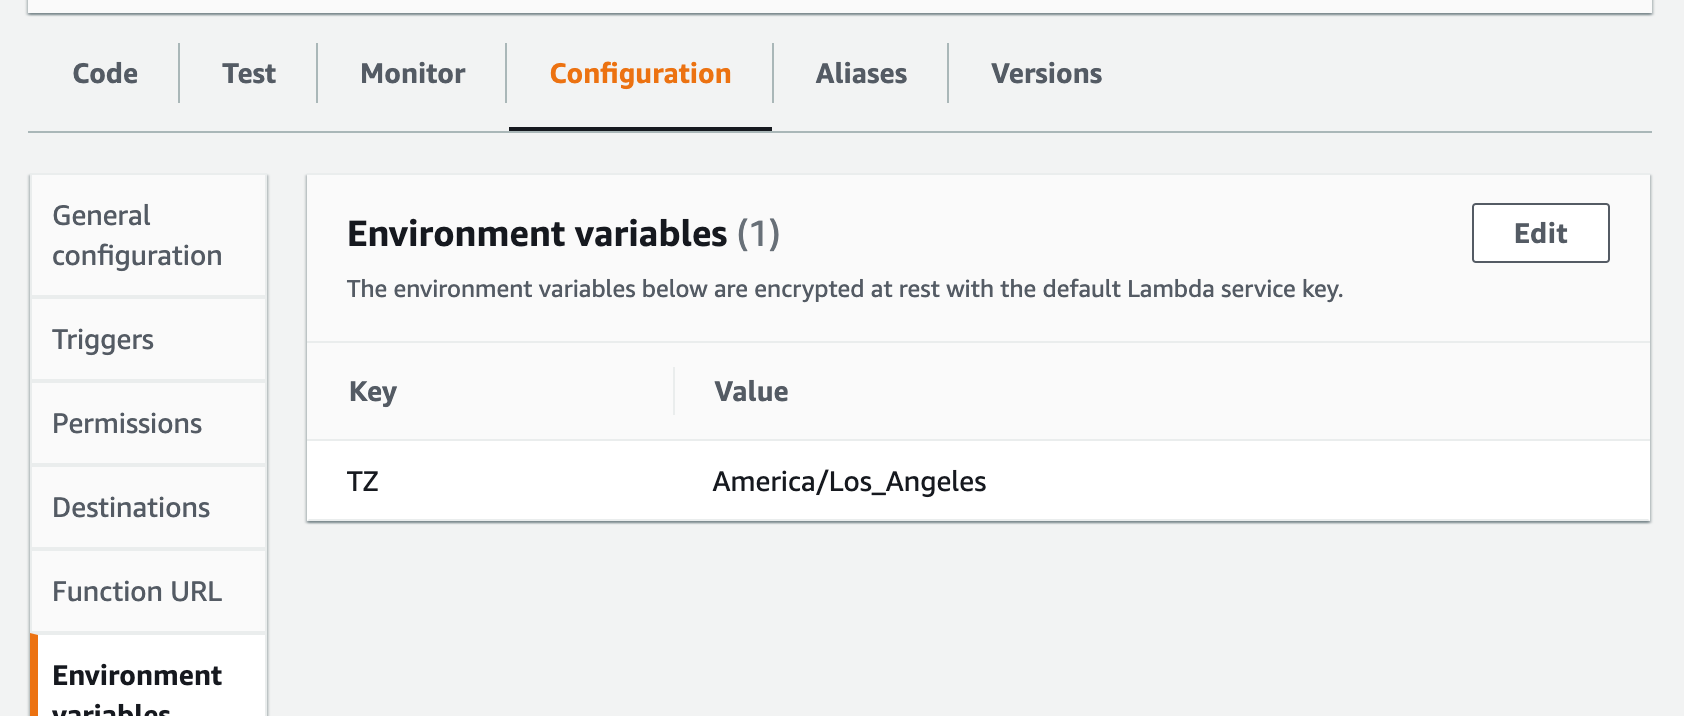 Code Test Monitor Configuration Aliases Versions
General
configuration
Triggers
Permissions
Destinations
Function URL
Environment
variables
Environment variables (1)
Edit
The environment variables below are encrypted at rest with the default Lambda service key.
Key Value
TZ America/Los_Angeles